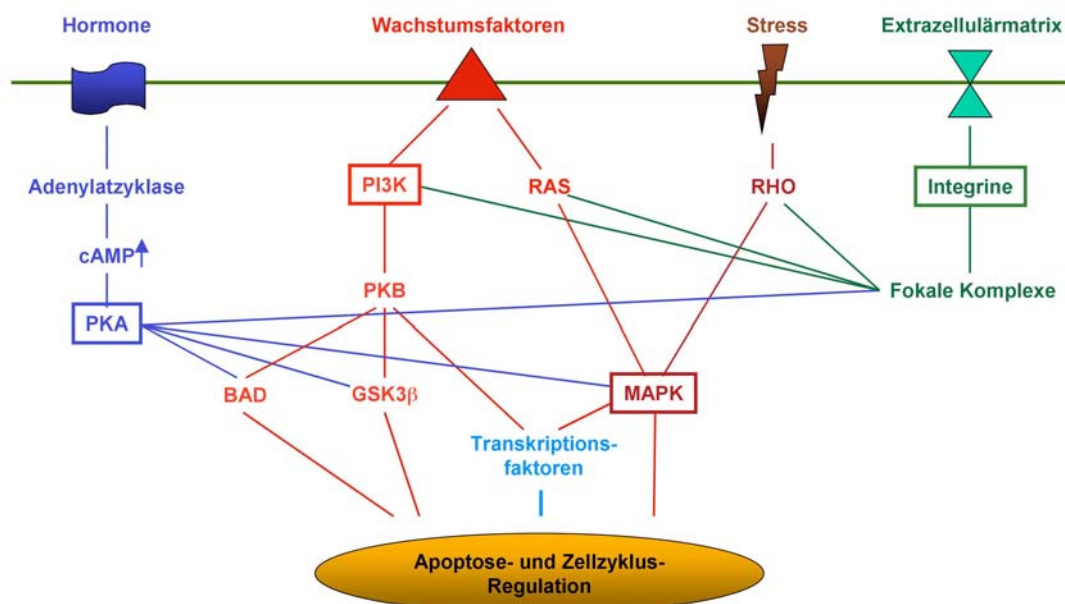 Hormone
Wachstumsfaktoren
Stress
Extrazellulärmatrix
Adenylatzyklase
PI3K
RAS
RHO
Integrine
cAMP
PKB
Fokale Komplexe
PKA
BAD
GSK3β
MAPK
Transkriptions-
faktoren
Apoptose- und Zellzyklus-
Regulation